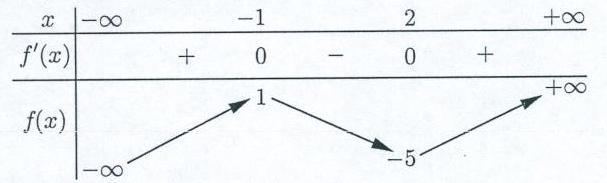 x −∞ −1 2 +∞
f′(x) + 0 − 0 +
f(x) −∞ 1 −5 +∞